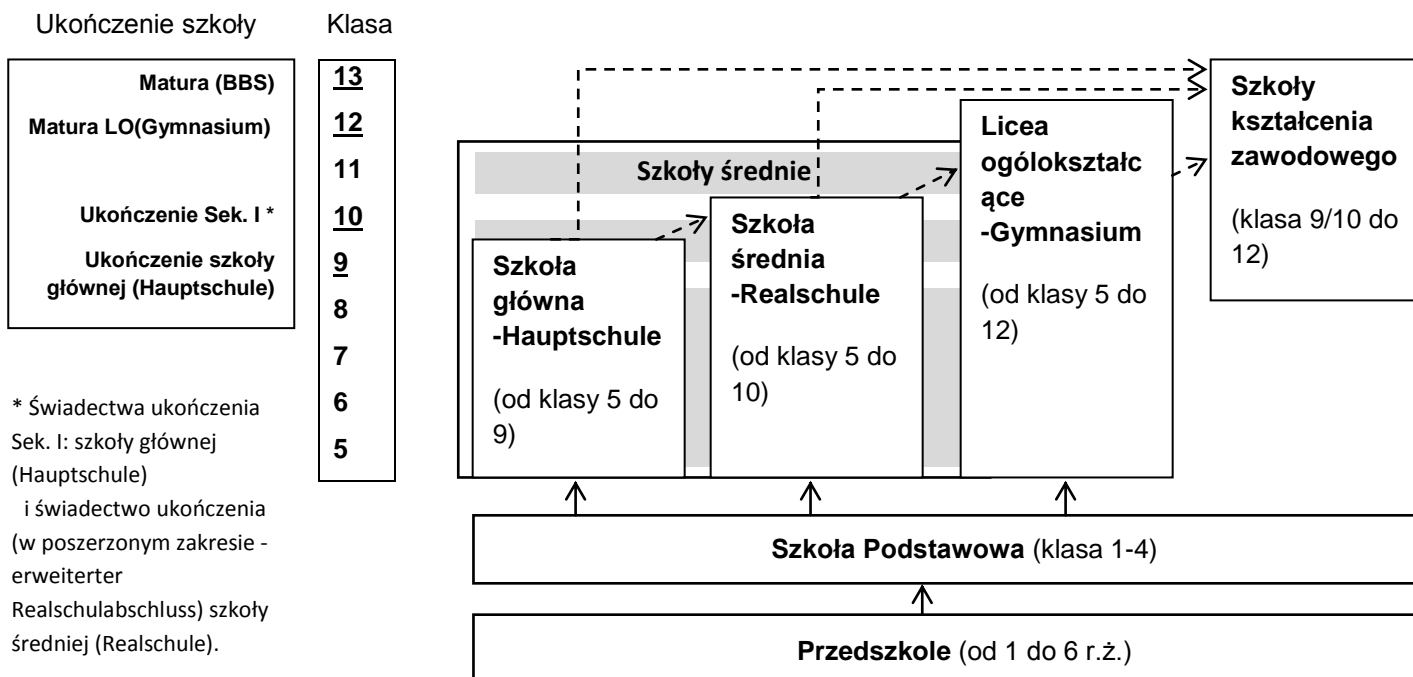 Ukończenie szkoły
Matura (BBS)
Matura LO(Gymnasium)
Ukończenie Sek. I *
Ukończenie szkoły
głównej (Hauptschule)
* Świadectwa ukończenia
Sek. I: szkoły głównej
(Hauptschule)
i świadectwo ukończenia
(w poszerzonym zakresie -
erweiterter
Realschulabschluss) szkoły
średniej (Realschule).
Klasa
13
12
11
10
9
8
7
6
5
Szkoły średnie
Szkoła
główna
-Hauptschule
(od klasy 5 do
9)
Szkoła
średnia
-Realschule
(od klasy 5 do
10)
Licea
ogólokształc
ące
-Gymnasium
(od klasy 5 do
12)
Szkoły
kształcenia
zawodowego
(klasa 9/10 do
12)
Szkoła Podstawowa (klasa 1-4)
Przedszkole (od 1 do 6 r.ż.)